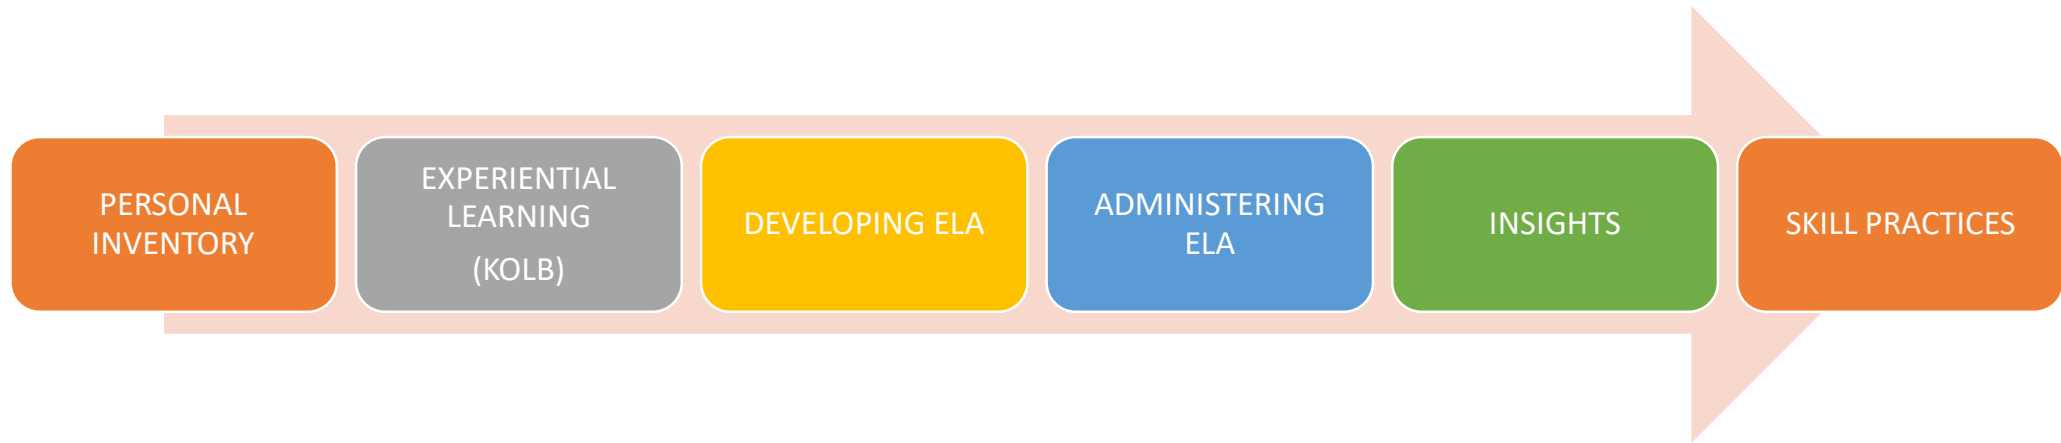 PERSONAL
INVENTORY
EXPERIENTIAL
LEARNING
(KOLB)
DEVELOPING ELA
ADMINISTERING
ELA
INSIGHTS
SKILL PRACTICES